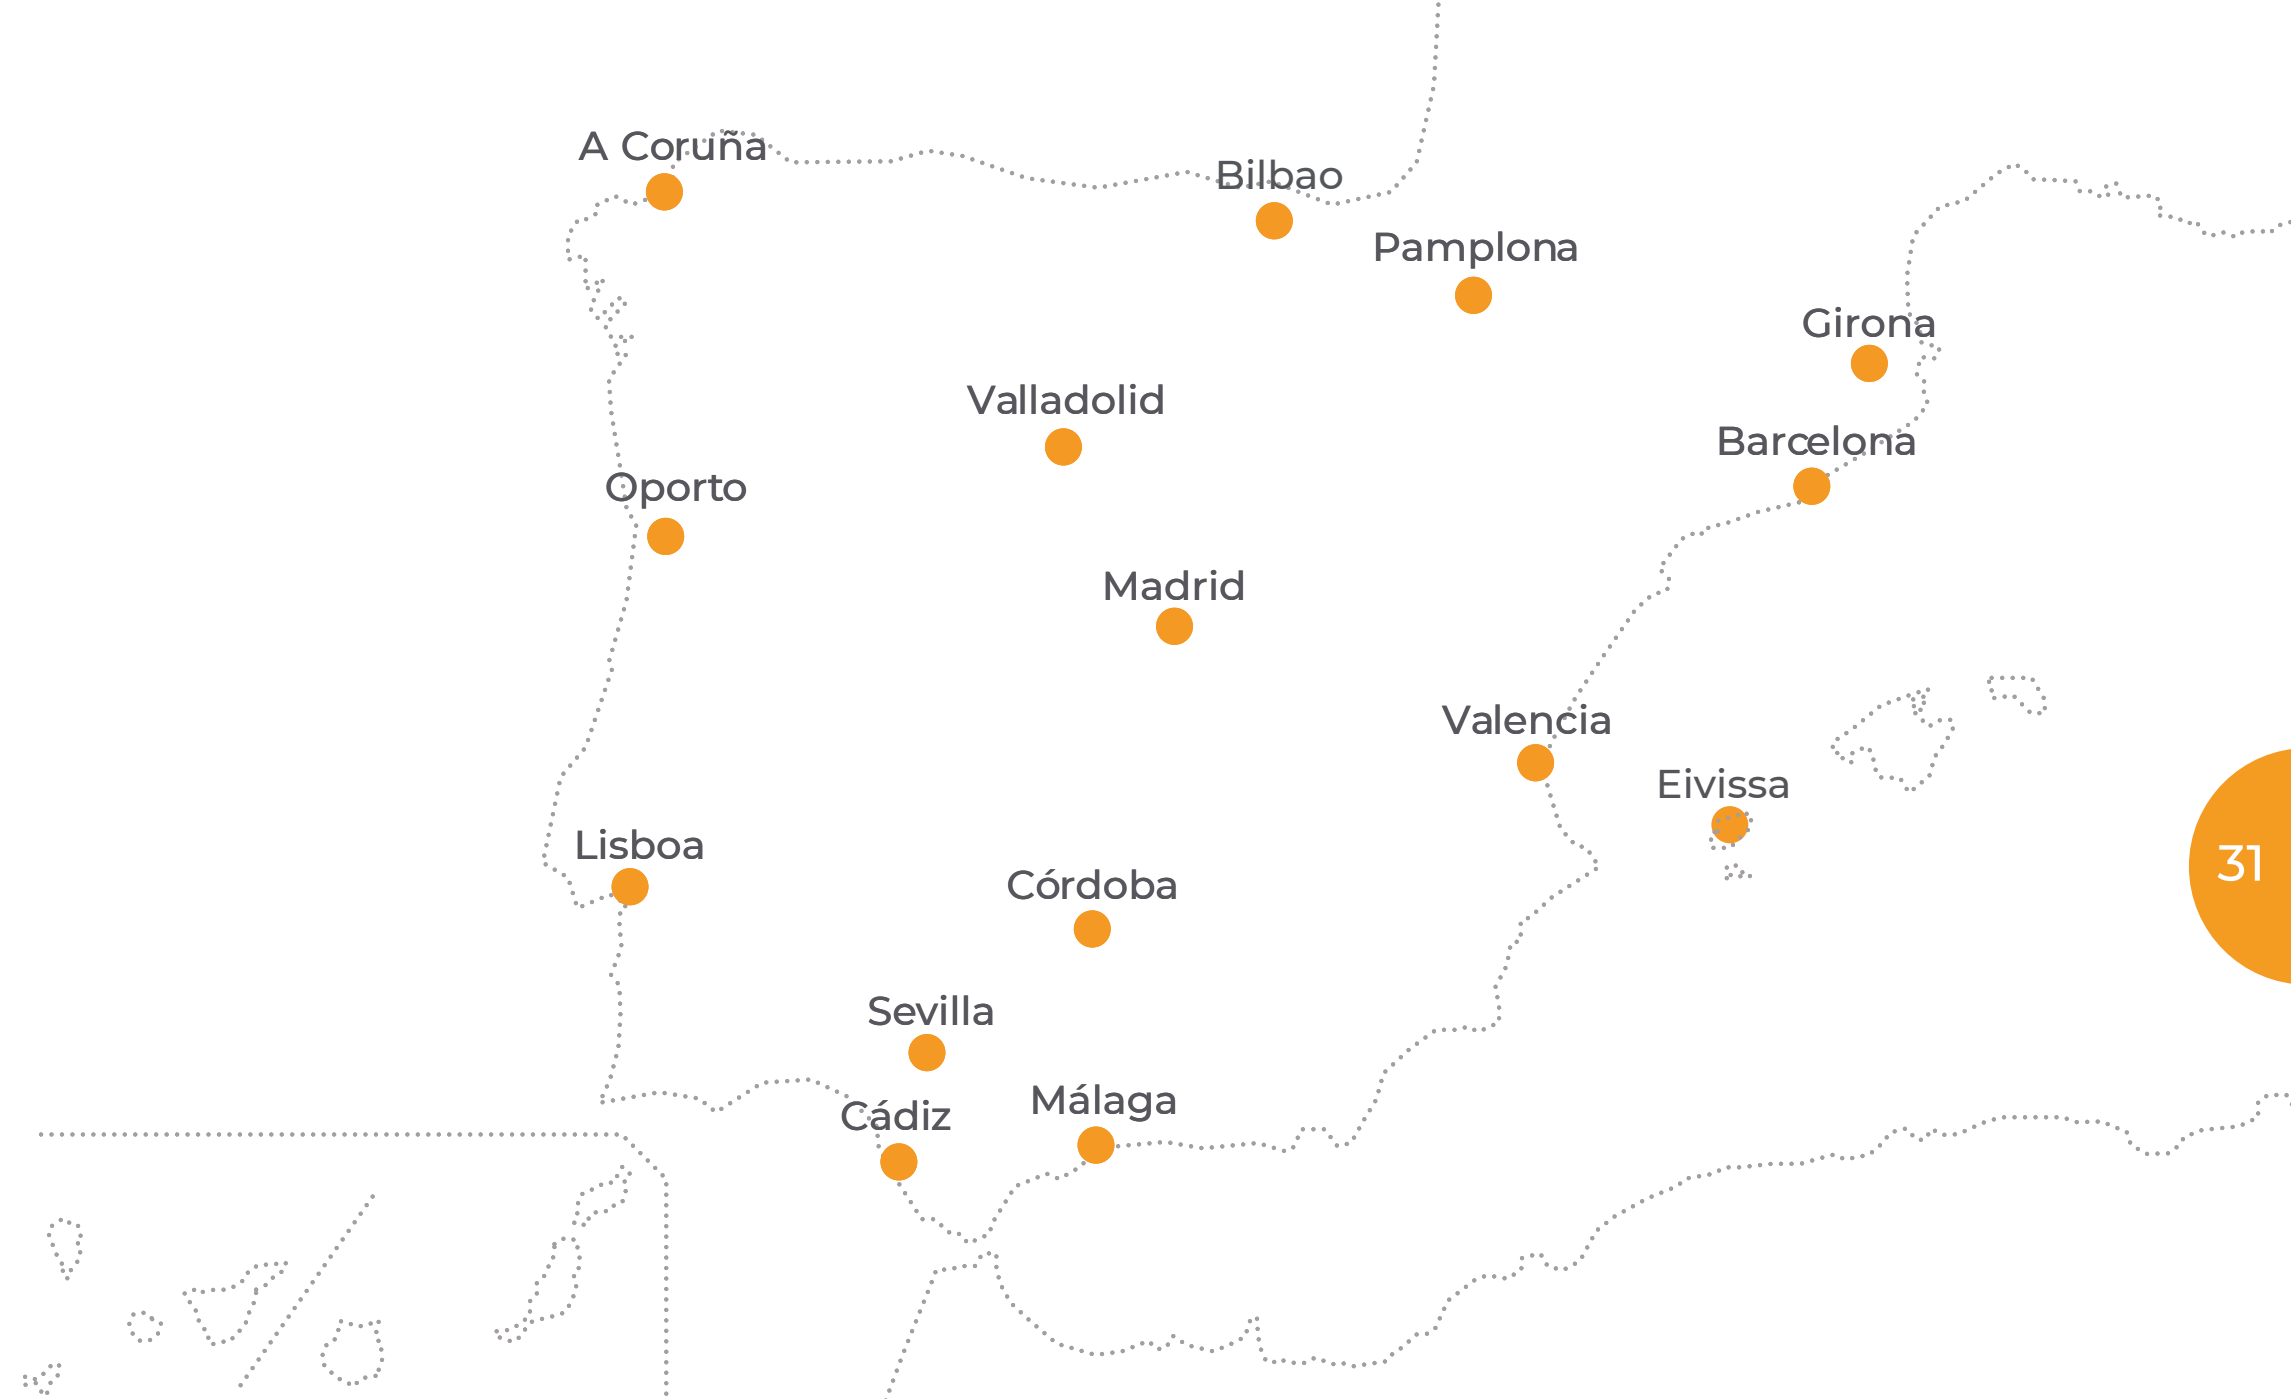 A Coruña
Bilbao
Pamplona
Girona
Valladolid
Barcelona
Oporto
Madrid
Valencia
Eivissa
Lisboa
31
Córdoba
Sevilla
Málaga
Cádiz